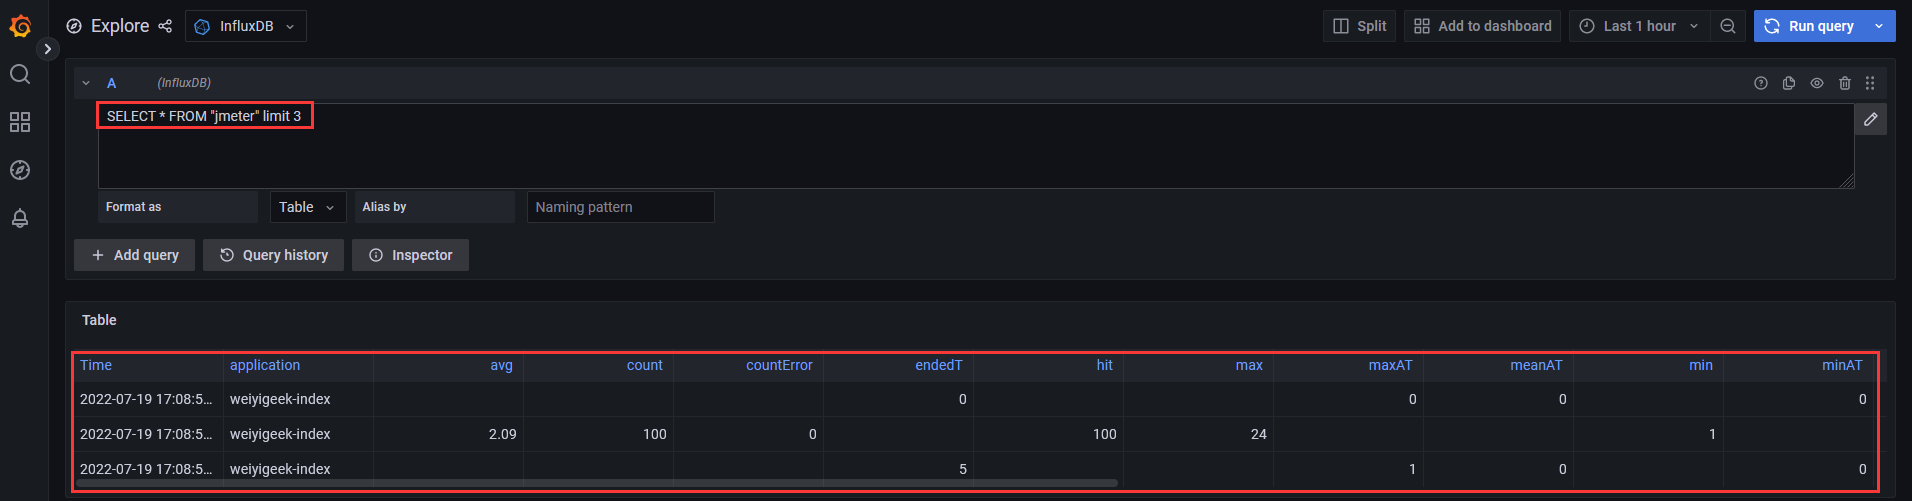 Explore InfluxDB Split Add to dashboard Last 1 hour Run query
A (InfluxDB)
SELECT * FROM "jmeter" limit 3
Format as Table Alias by Naming pattern
Add query Query history Inspector
Table
Time application avg count countError endedT hit max maxAT meanAT min minAT
2022-07-19 17:08:5... weiyigeek-index 0 0 0 0
2022-07-19 17:08:5... weiyigeek-index 2.09 100 0 100 24 1
2022-07-19 17:08:5... weiyigeek-index 5 1 0 0